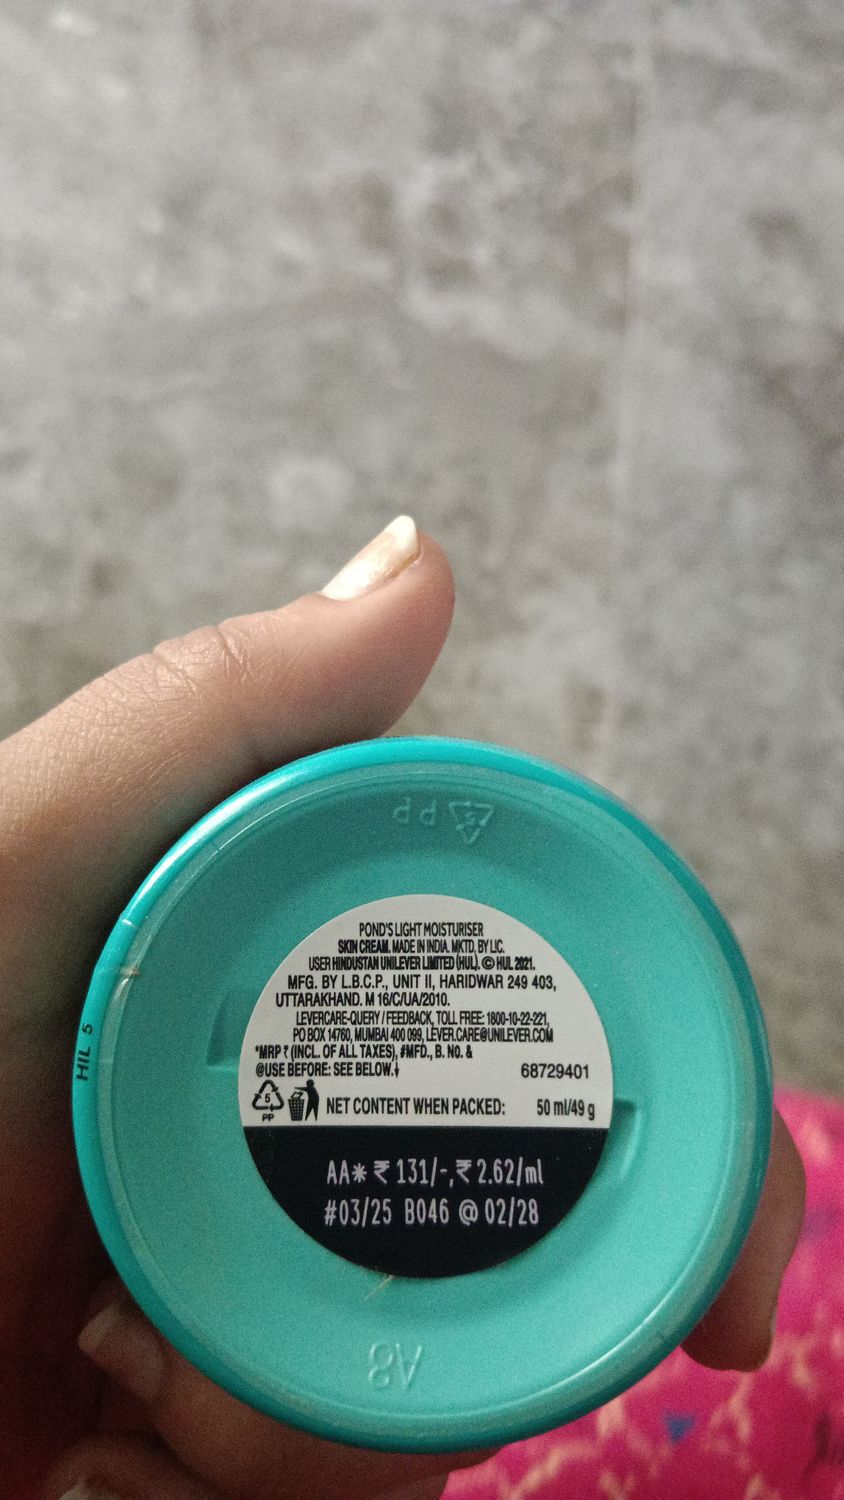 PP
POND'S LIGHT MOISTURISER
SKIN CREAM. MADE IN INDIA. MKTD. BY LIC.
USER HINDUSTAN UNILEVER LIMITED (HUL). © HUL 2021.
MFG. BY L.B.C.P., UNIT II, HARIDWAR 249 403,
UTTARAKHAND. M 16/C/UA/2010.
LEVERCARE-QUERY / FEEDBACK, TOLL FREE: 1800-10-22-221,
PO BOX 14760, MUMBAI 400 099, LEVER.CARE@UNILEVER.COM
*MRP ₹ (INCL. OF ALL TAXES), #MFD., B. NO. &
@USE BEFORE: SEE BELOW.
68729401
5
PP
NET CONTENT WHEN PACKED: 50 ml/49 g
AA* ₹ 131/-, ₹ 2.62/ml
#03/25 B046 @ 02/28
HIL 5
A8